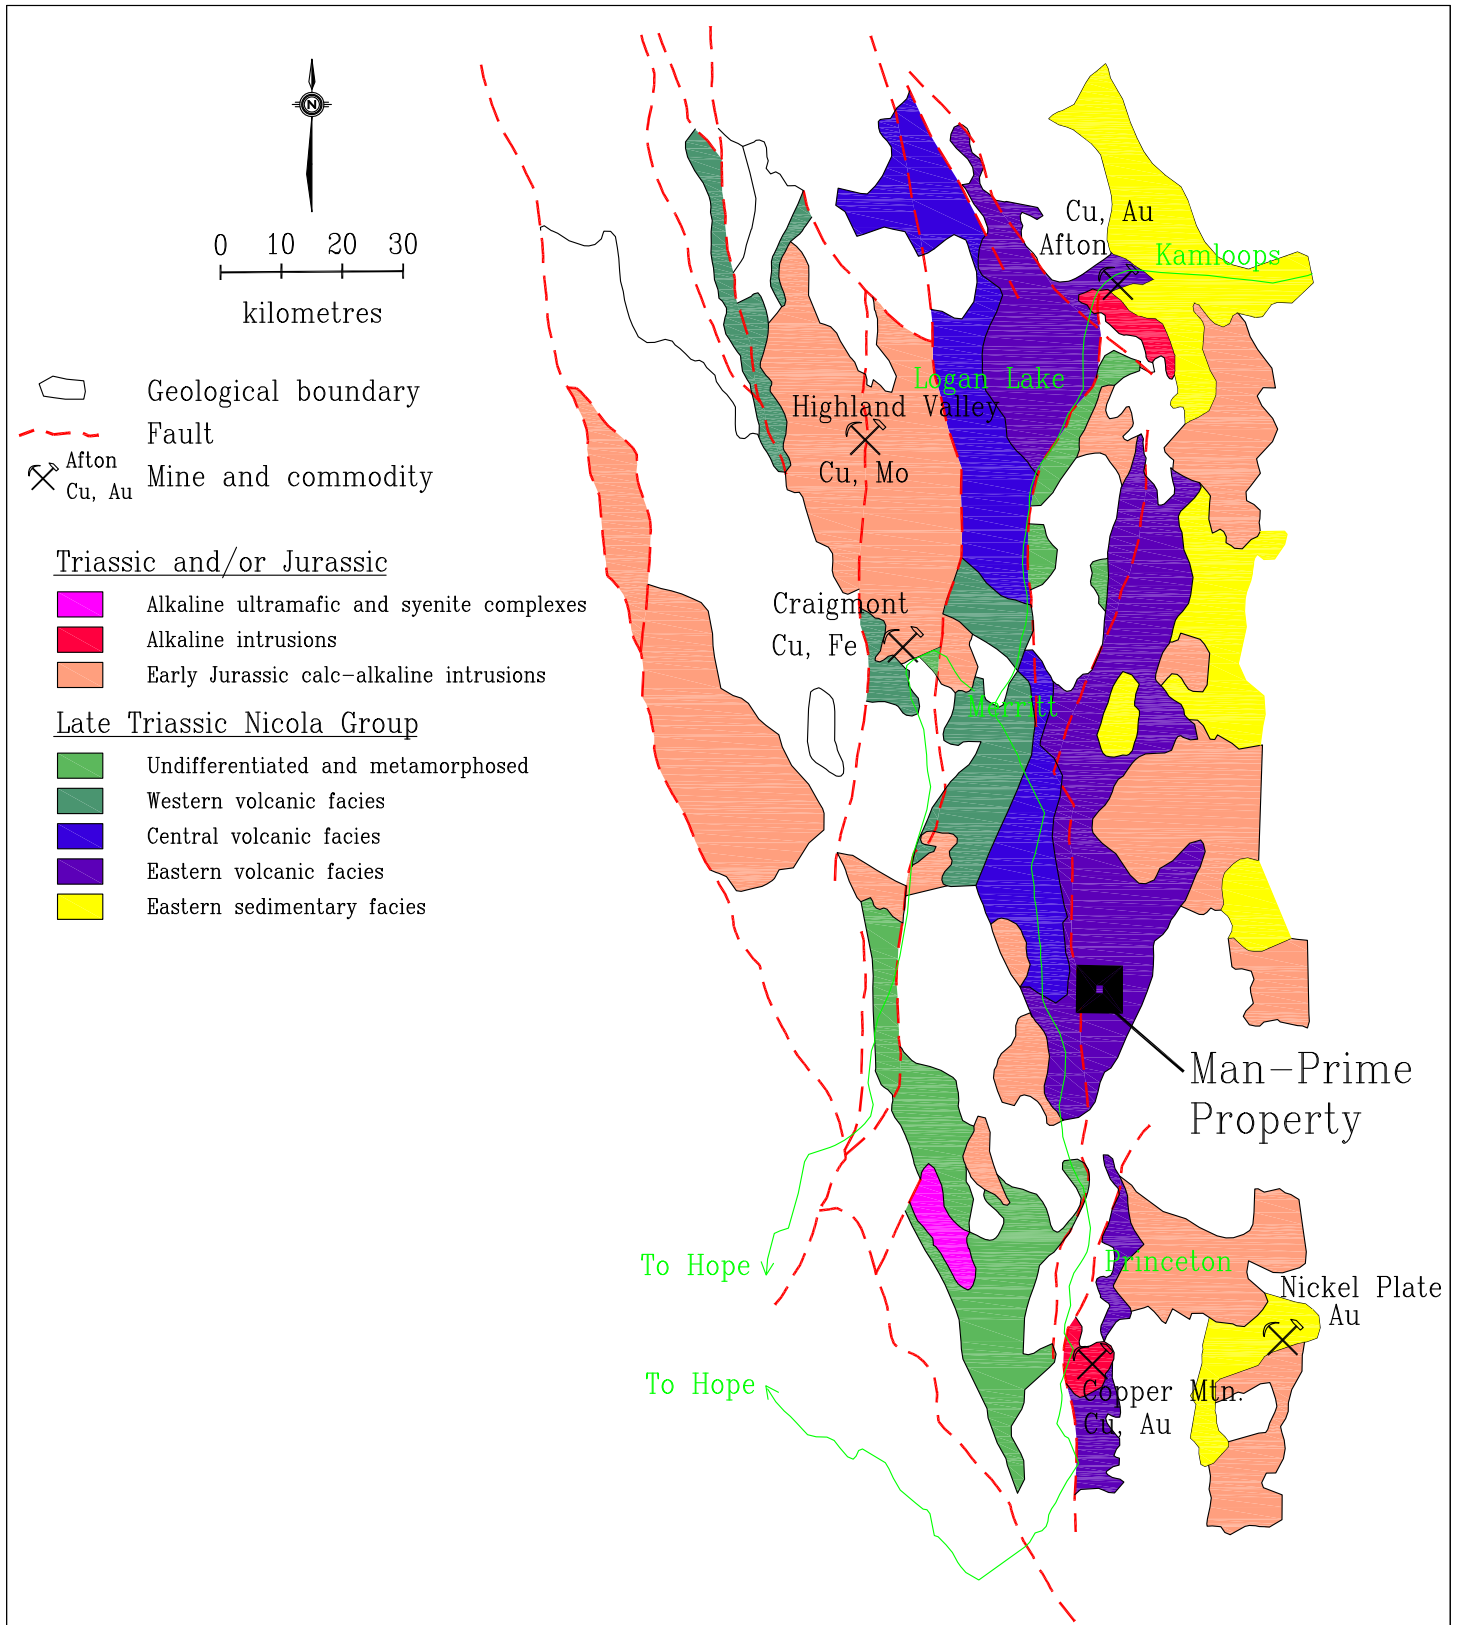 N
0 10 20 30
kilometres
Geological boundary
Fault
Afton
Cu, Au
Mine and commodity
Triassic and/or Jurassic
Alkaline ultramafic and syenite complexes
Alkaline intrusions
Early Jurassic calc-alkaline intrusions
Late Triassic Nicola Group
Undifferentiated and metamorphosed
Western volcanic facies
Central volcanic facies
Eastern volcanic facies
Eastern sedimentary facies
Cu, Au
Afton
Kamloops
Logan Lake
Highland Valley
Cu, Mo
Craigmont
Cu, Fe
Merritt
Man-Prime
Property
To Hope
Princeton
Nickel Plate
Au
To Hope
Copper Mtn.
Cu, Au